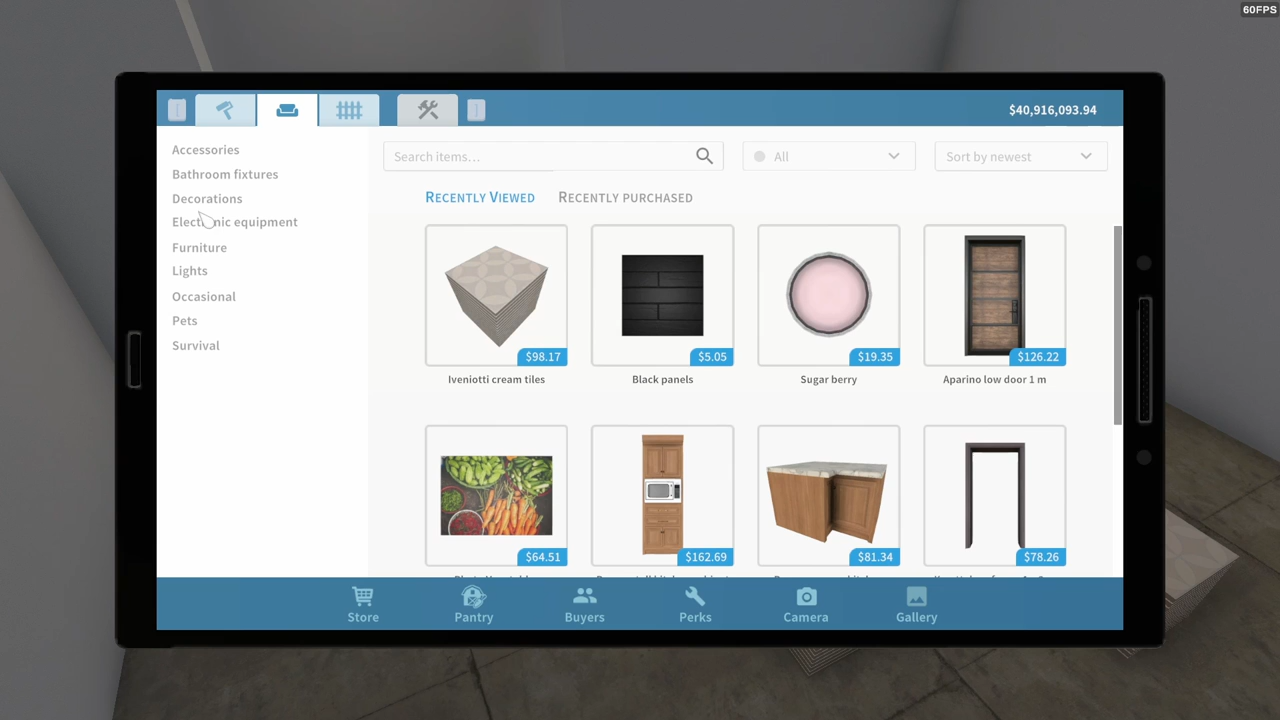 60FPS
$40,916,093.94
Accessories
Bathroom fixtures
Decorations
Electronic equipment
Furniture
Lights
Occasional
Pets
Survival
Search items...
All
Sort by newest
RECENTLY VIEWED
RECENTLY PURCHASED
$98.17
$5.05
$19.35
$126.22
Iveniotti cream tiles
Black panels
Sugar berry
Aparino low door 1 m
$64.51
$162.69
$81.34
$78.26
Store
Pantry
Buyers
Perks
Camera
Gallery